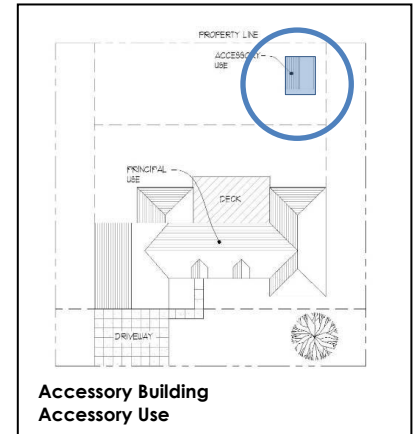 PROPERTY LINE
ACCESSORY
USE
PRINCIPAL
USE
DECK
DRIVEWAY
Accessory Building
Accessory Use